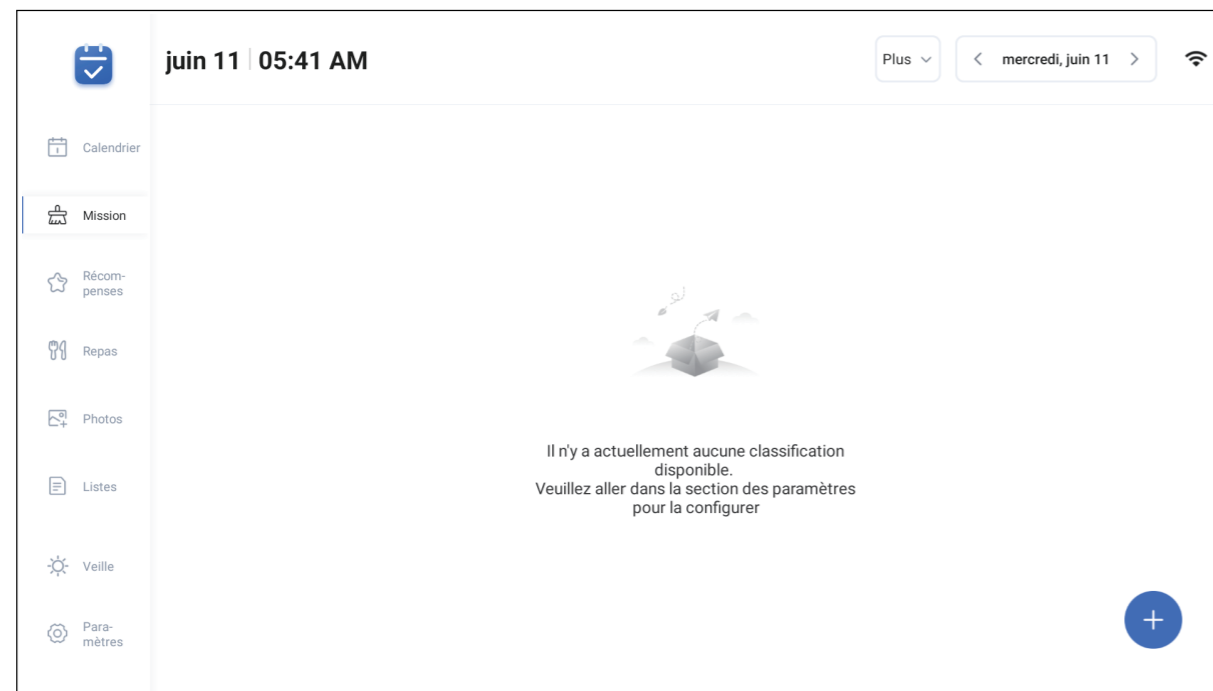 juin 11 05:41 AM
Plus
mercredi, juin 11
Calendrier
Mission
Récom-
penses
Repas
Photos
Listes
Veille
Para-
mètres
Il n'y a actuellement aucune classification
disponible.
Veuillez aller dans la section des paramètres
pour la configurer